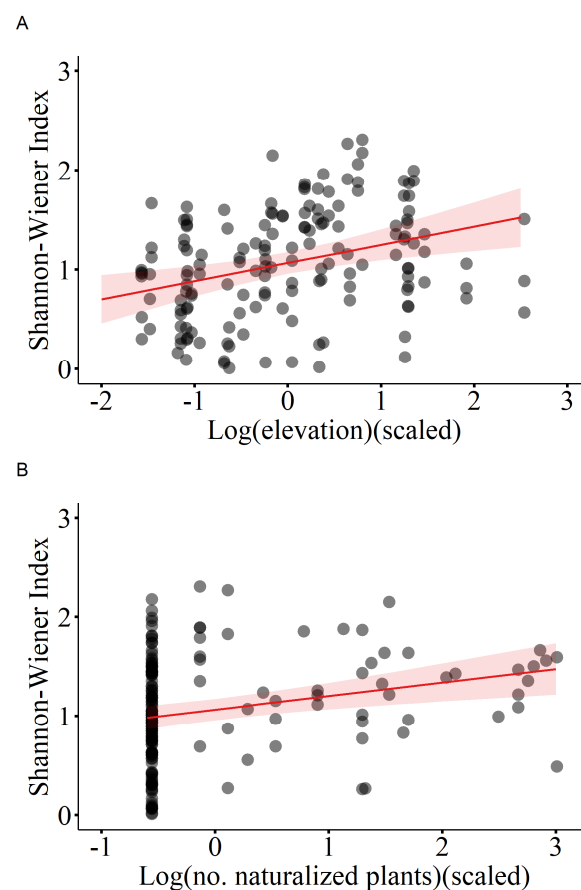 A
Shannon-Wiener Index
3
2
1
0
-2 -1 0 1 2 3
Log(elevation)(scaled)
B
Shannon-Wiener Index
3
2
1
0
-1 0 1 2 3
Log(no. naturalized plants)(scaled)